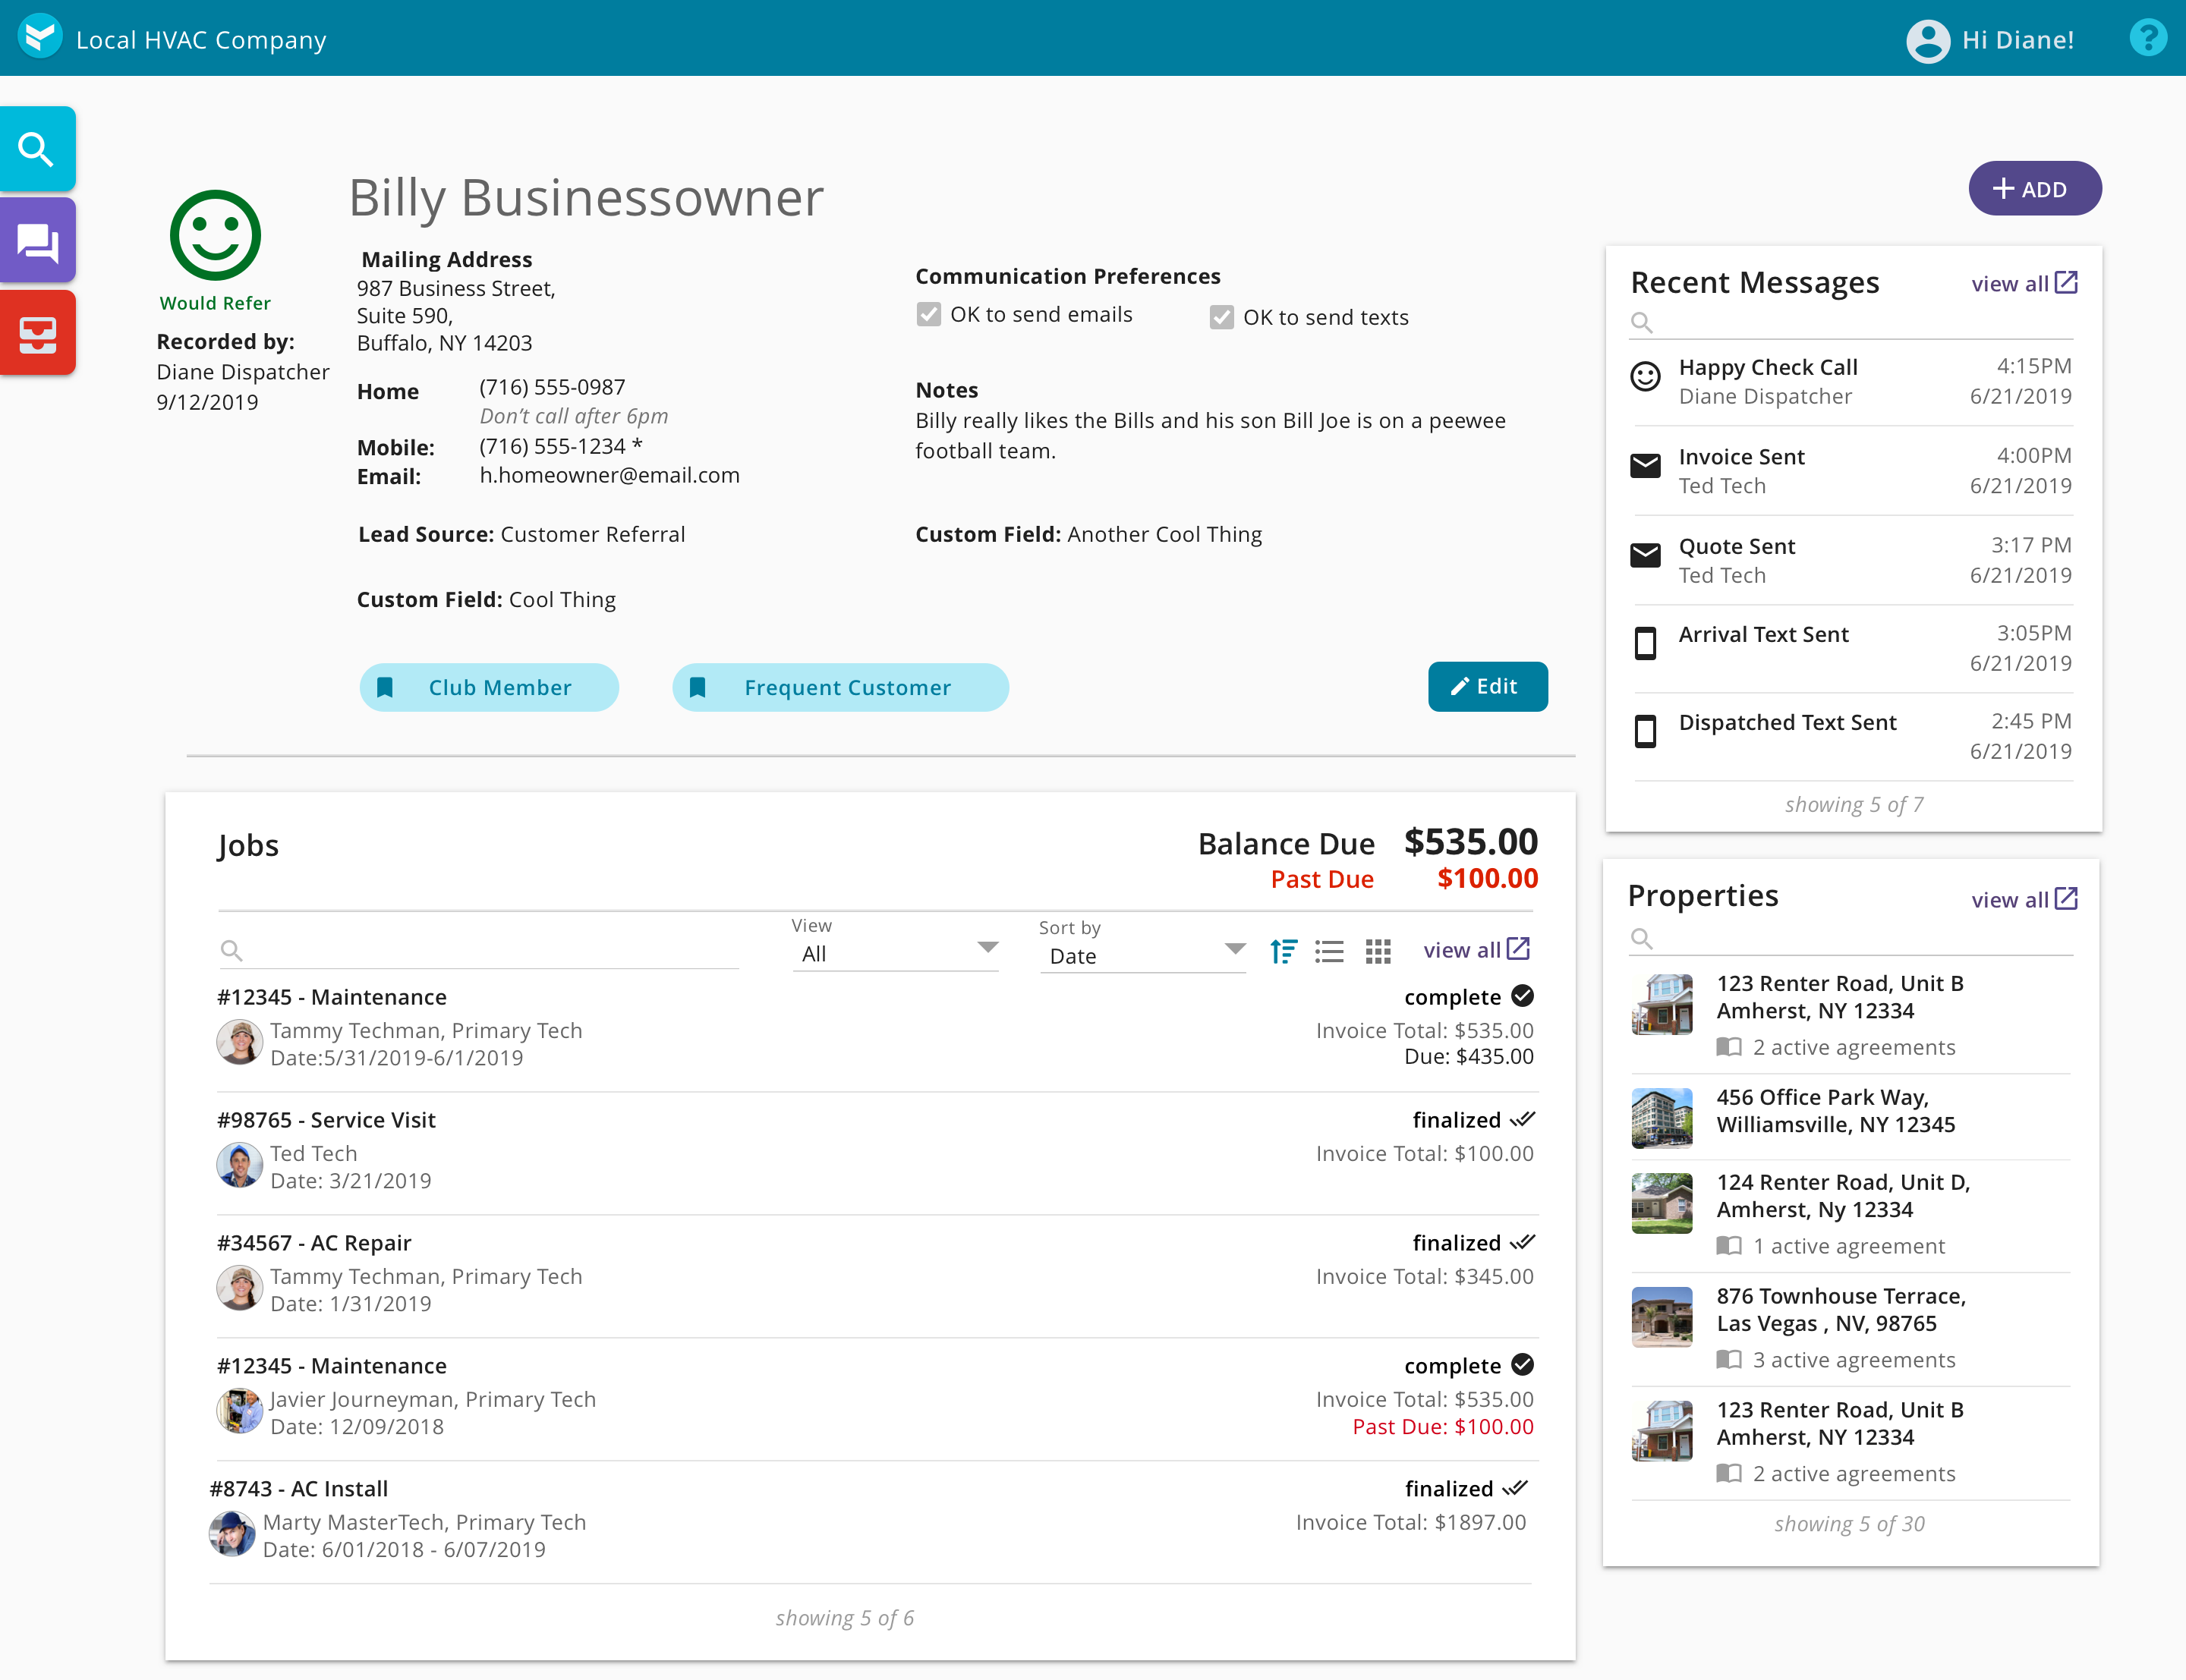 Local HVAC Company
Hi Diane!
?
Billy Businessowner
ADD
Would Refer
Recorded by:
Diane Dispatcher
9/12/2019
Mailing Address
987 Business Street,
Suite 590,
Buffalo, NY 14203
Home (716) 555-0987
Don't call after 6pm
Mobile: (716) 555-1234 *
Email: h.homeowner@email.com
Lead Source: Customer Referral
Custom Field: Cool Thing
Communication Preferences
OK to send emails
OK to send texts
Notes
Billy really likes the Bills and his son Bill Joe is on a peewee
football team.
Custom Field: Another Cool Thing
Club Member
Frequent Customer
Edit
Recent Messages
view all
Happy Check Call 4:15PM
Diane Dispatcher 6/21/2019
Invoice Sent 4:00PM
Ted Tech 6/21/2019
Quote Sent 3:17 PM
Ted Tech 6/21/2019
Arrival Text Sent 3:05PM
6/21/2019
Dispatched Text Sent 2:45 PM
6/21/2019
showing 5 of 7
Jobs
Balance Due $535.00
Past Due $100.00
View
All
Sort by
Date
view all
#12345 - Maintenance complete
Tammy Techman, Primary Tech Invoice Total: $535.00
Date:5/31/2019-6/1/2019 Due: $435.00
#98765 - Service Visit finalized
Ted Tech Invoice Total: $100.00
Date: 3/21/2019
#34567 - AC Repair finalized
Tammy Techman, Primary Tech Invoice Total: $345.00
Date: 1/31/2019
#12345 - Maintenance complete
Javier Journeyman, Primary Tech Invoice Total: $535.00
Date: 12/09/2018 Past Due: $100.00
#8743 - AC Install finalized
Marty MasterTech, Primary Tech Invoice Total: $1897.00
Date: 6/01/2018 - 6/07/2019
showing 5 of 6
Properties
view all
123 Renter Road, Unit B
Amherst, NY 12334
2 active agreements
456 Office Park Way,
Williamsville, NY 12345
124 Renter Road, Unit D,
Amherst, Ny 12334
1 active agreement
876 Townhouse Terrace,
Las Vegas , NV, 98765
3 active agreements
123 Renter Road, Unit B
Amherst, NY 12334
2 active agreements
showing 5 of 30